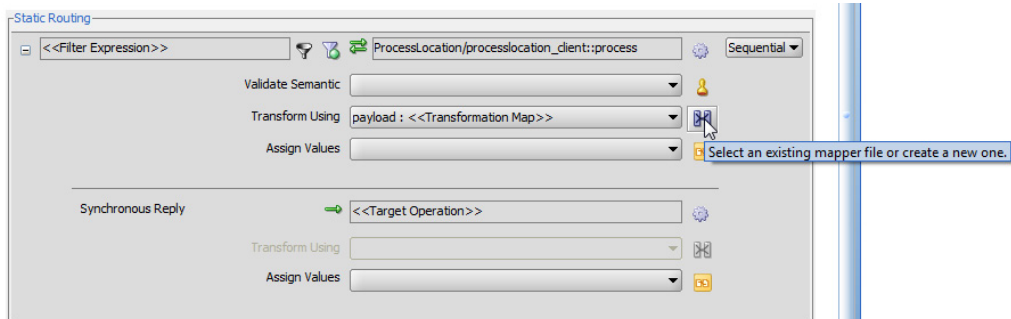 Static Routing
<<Filter Expression>> ProcessLocation/processlocation_client::process Sequential
Validate Semantic
Transform Using payload : <<Transformation Map>>
Assign Values
Select an existing mapper file or create a new one.
Synchronous Reply <<Target Operation>>
Transform Using
Assign Values